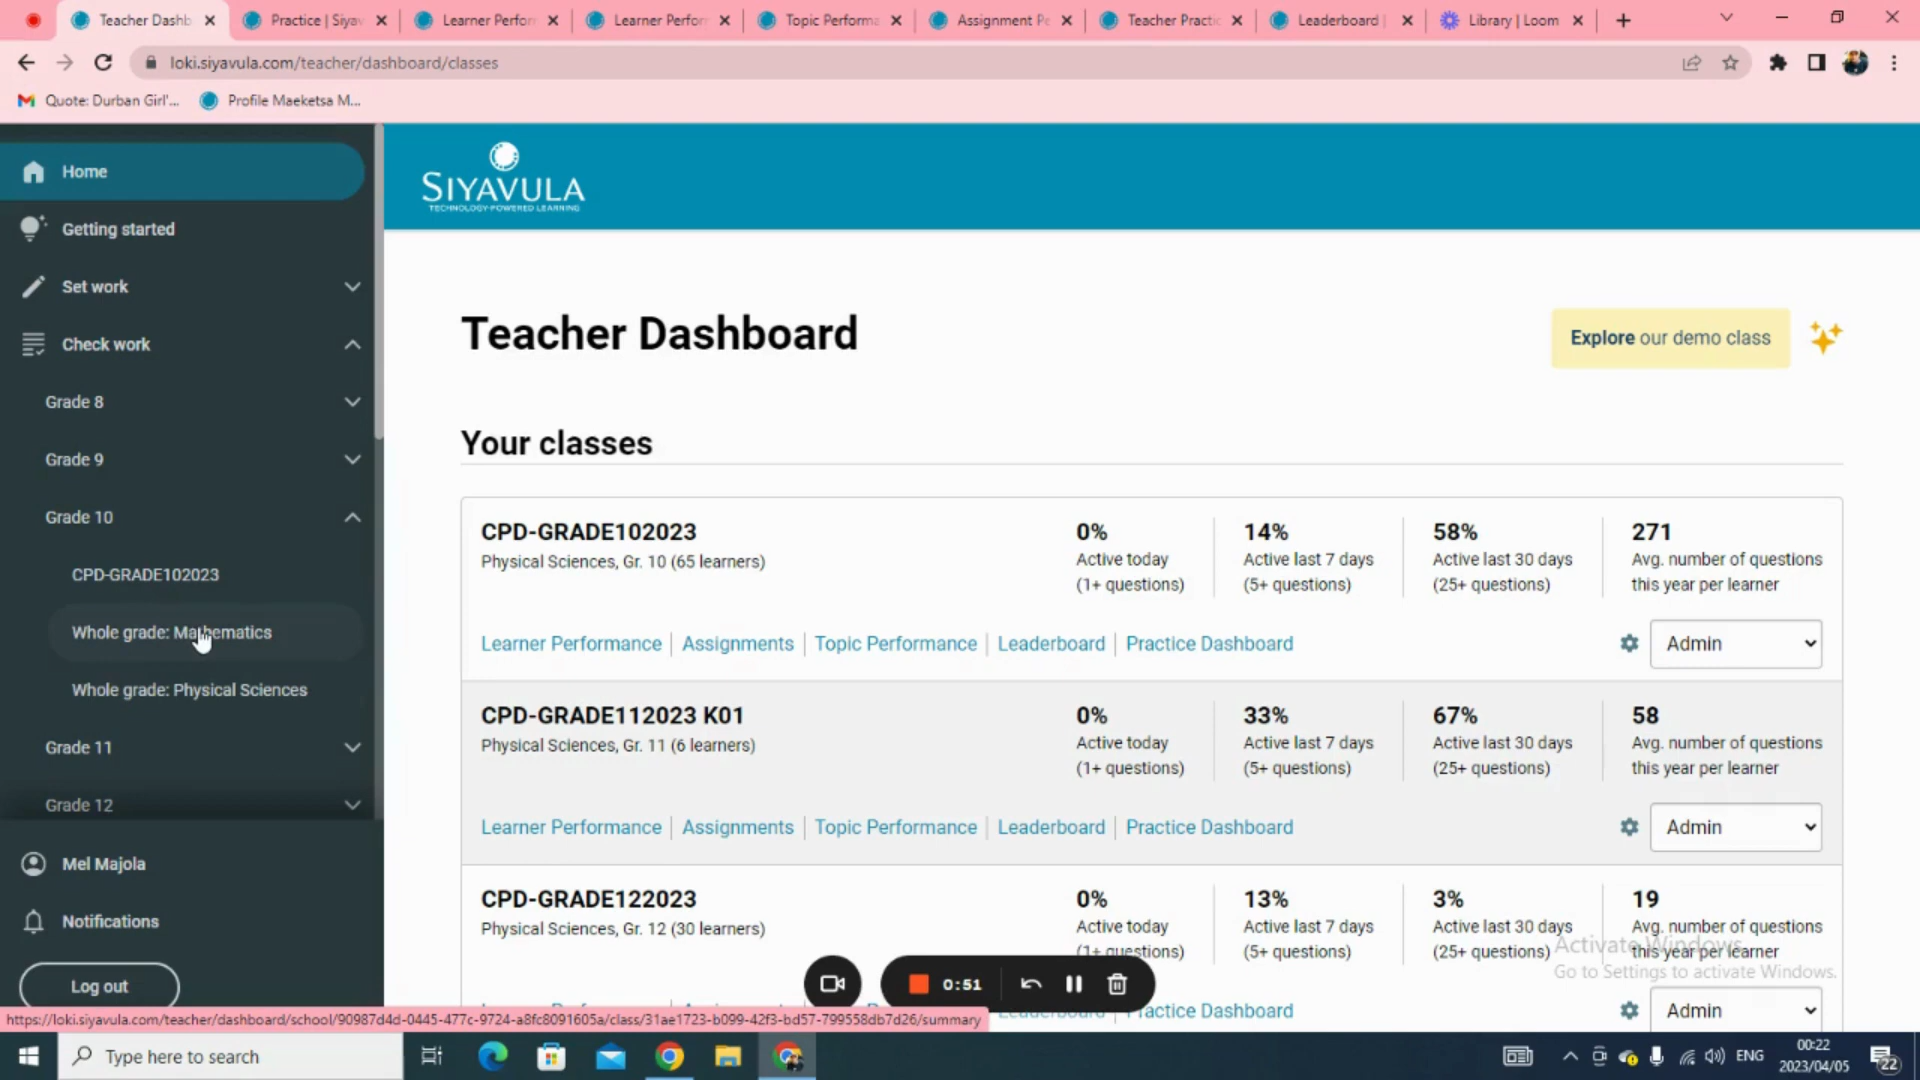 Teacher Dashb
Practice | Siyav
Learner Perfor
Learner Perfor
Topic Performa
Assignment Pe
Teacher Practic
Leaderboard |
Library | Loom
loki.siyavula.com/teacher/dashboard/classes
Quote: Durban Girl'...
Profile Maeketsa M...
Home
Getting started
Set work
Check work
Grade 8
Grade 9
Grade 10
CPD-GRADE102023
Whole grade: Mathematics
Whole grade: Physical Sciences
Grade 11
Grade 12
Mel Majola
Notifications
Log out
SIYAVULA
TECHNOLOGY-POWERED LEARNING
Teacher Dashboard
Explore our demo class
Your classes
CPD-GRADE102023
Physical Sciences, Gr. 10 (65 learners)
0%
Active today
(1+ questions)
14%
Active last 7 days
(5+ questions)
58%
Active last 30 days
(25+ questions)
271
Avg. number of questions
this year per learner
Learner Performance | Assignments | Topic Performance | Leaderboard | Practice Dashboard
Admin
CPD-GRADE112023 K01
Physical Sciences, Gr. 11 (6 learners)
0%
Active today
(1+ questions)
33%
Active last 7 days
(5+ questions)
67%
Active last 30 days
(25+ questions)
58
Avg. number of questions
this year per learner
Learner Performance | Assignments | Topic Performance | Leaderboard | Practice Dashboard
Admin
CPD-GRADE122023
Physical Sciences, Gr. 12 (30 learners)
0%
Active today
(1+ questions)
13%
Active last 7 days
(5+ questions)
3%
Active last 30 days
(25+ questions)
19
Avg. number of questions
this year per learner
Activate Windows
Go to Settings to activate Windows.
0:51
Leaderboard
Practice Dashboard
Admin
https://loki.siyavula.com/teacher/dashboard/school/90987d4d-0445-477c-9724-a8fc8091605a/class/31ae1723-b099-42f3-bd57-799558db7d26/summary
Type here to search
ENG
00:22
2023/04/05
22